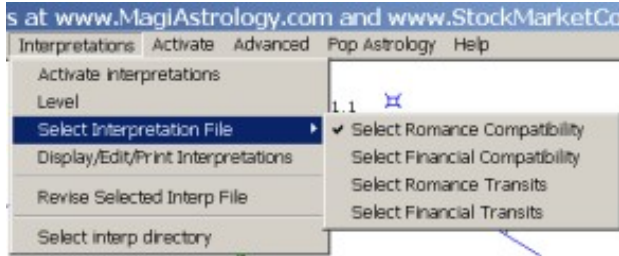 s at www.MagiAstrology.com and www.StockMarketCo
Interpretations Activate Advanced Pop Astrology Help
Activate interpretations
Level
Select Interpretation File
Display/Edit/Print Interpretations
Revise Selected Interp File
Select interp directory
1.1
Select Romance Compatibility
Select Financial Compatibility
Select Romance Transits
Select Financial Transits